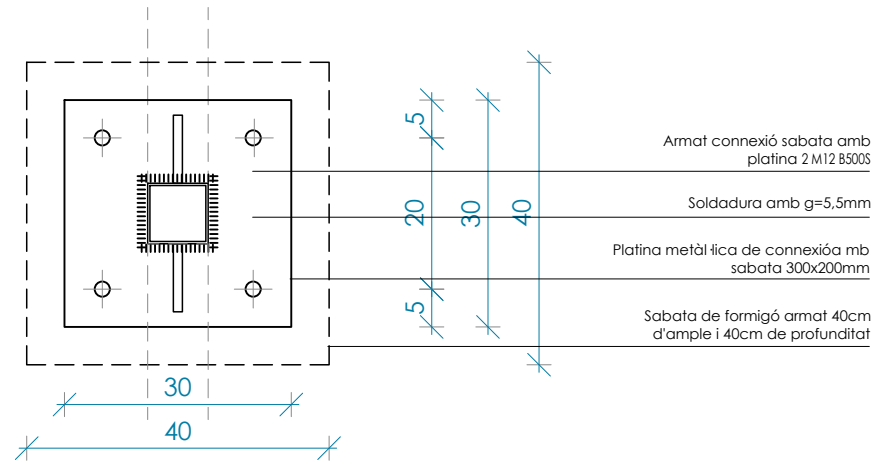 5
20
5
30
40
Armat connexió sabata amb
platina 2 M12 B500S
Soldadura amb g=5,5mm
Platina metàl·lica de connexióa mb
sabata 300x200mm
Sabata de formigó armat 40cm
d'ample i 40cm de profunditat
30
40